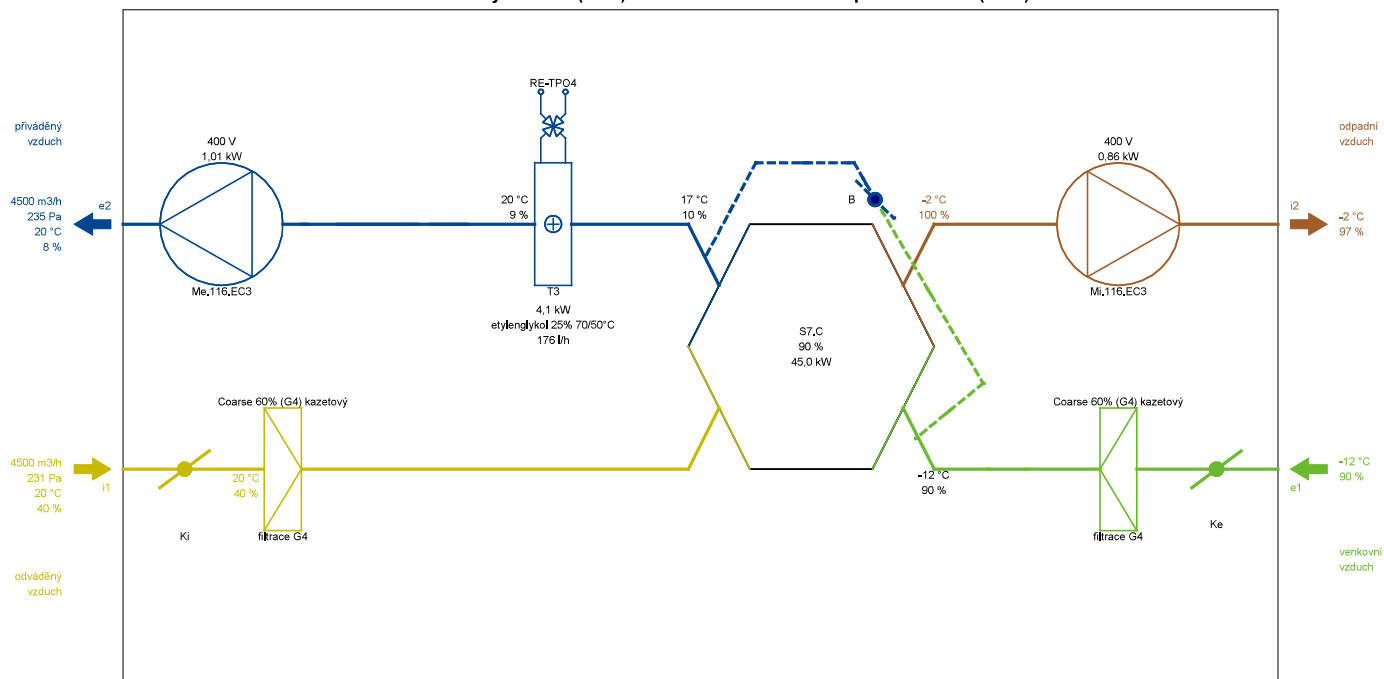 RE-TPO4
přiváděný
vzduch
400 V
1,01 kW
400 V
0,86 kW
odpadní
vzduch
4500 m3/h
235 Pa
20 °C
8 %
e2
20 °C
9 %
17 °C
10 %
B
-2 °C
100 %
i2
-2 °C
97 %
Me.116.EC3
T3
4,1 kW
etylenglykol 25% 70/50°C
176 l/h
Mi.116.EC3
S7.C
90 %
45,0 kW
Coarse 60% (G4) kazetový
Coarse 60% (G4) kazetový
4500 m3/h
231 Pa
20 °C
40 %
i1
20 °C
40 %
-12 °C
90 %
-12 °C
90 %
e1
Ki
filtrace G4
filtrace G4
Ke
odváděný
vzduch
venkovní
vzduch